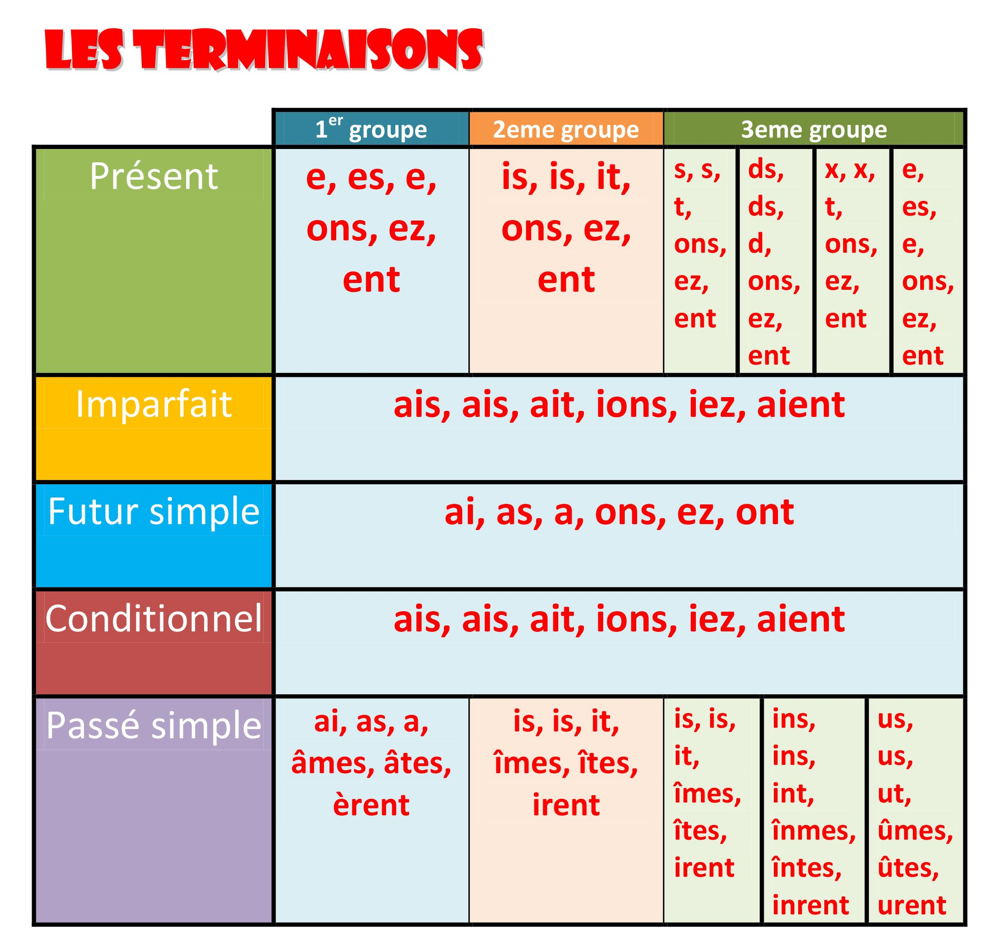 LES TERMINAISONS
1er groupe
2eme groupe
3eme groupe
Présent
e, es, e,
ons, ez,
ent
is, is, it,
ons, ez,
ent
s, s,
t,
ons,
ez,
ent
ds,
ds,
d,
ons,
ez,
ent
x, x,
t,
ons,
ez,
ent
e,
es,
e,
ons,
ez,
ent
Imparfait
ais, ais, ait, ions, iez, aient
Futur simple
ai, as, a, ons, ez, ont
Conditionnel
ais, ais, ait, ions, iez, aient
Passé simple
ai, as, a,
âmes, âtes,
èrent
is, is, it,
îmes, îtes,
irent
is, is,
it,
îmes,
îtes,
irent
ins,
ins,
int,
înmes,
întes,
inrent
us,
us,
ut,
ûmes,
ûtes,
urent